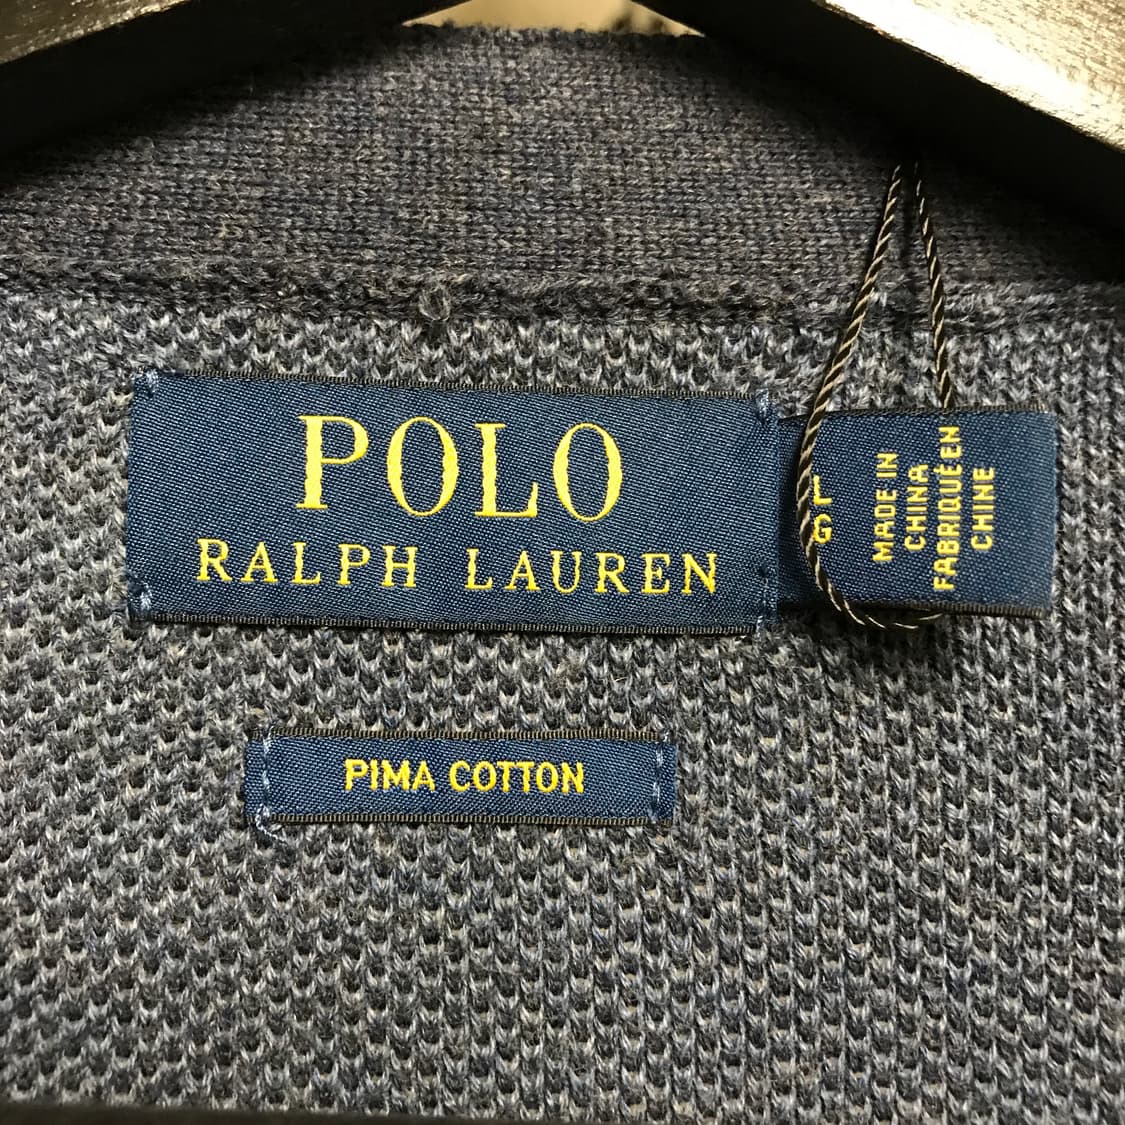 POLO
RALPH LAUREN
L
G
MADE IN
CHINA
FABRIQUÉ EN
CHINE
PIMA COTTON